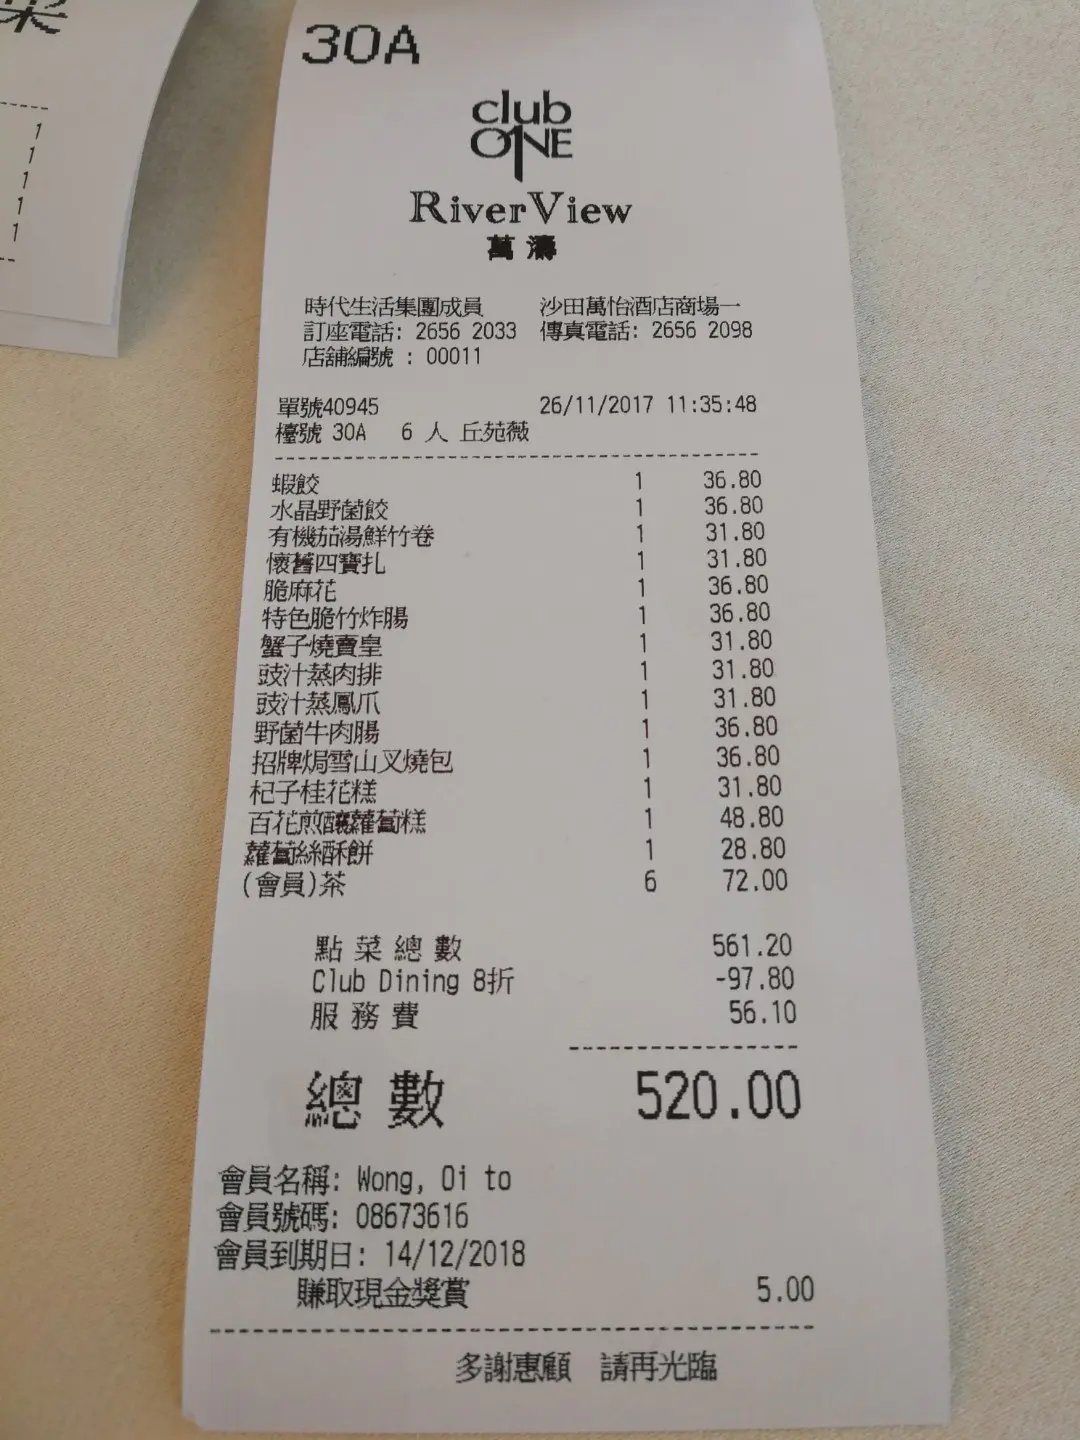 30A
club
ONE
RiverView
萬濤
時代生活集團成員 沙田萬怡酒店商場一
訂座電話: 2656 2033 傳真電話: 2656 2098
店舖編號 : 00011
單號40945 26/11/2017 11:35:48
檯號 30A 6 人 丘苑薇
蝦餃 1 36.80
水晶野菌餃 1 36.80
有機茄湯鮮竹卷 1 31.80
懷舊四寶扎 1 31.80
脆麻花 1 36.80
特色脆竹炸腸 1 36.80
蟹子燒賣皇 1 31.80
豉汁蒸肉排 1 31.80
豉汁蒸鳳爪 1 31.80
野菌牛肉腸 1 36.80
招牌焗雪山叉燒包 1 36.80
杞子桂花糕 1 31.80
百花煎釀蘿蔔糕 1 48.80
蘿蔔絲酥餅 1 28.80
(會員)茶 6 72.00
點菜總數 561.20
Club Dining 8折 -97.80
服務費 56.10
總數 520.00
會員名稱: Wong, Oi to
會員號碼: 08673616
會員到期日: 14/12/2018
賺取現金獎賞 5.00
多謝惠顧 請再光臨
1
1
1
1
1